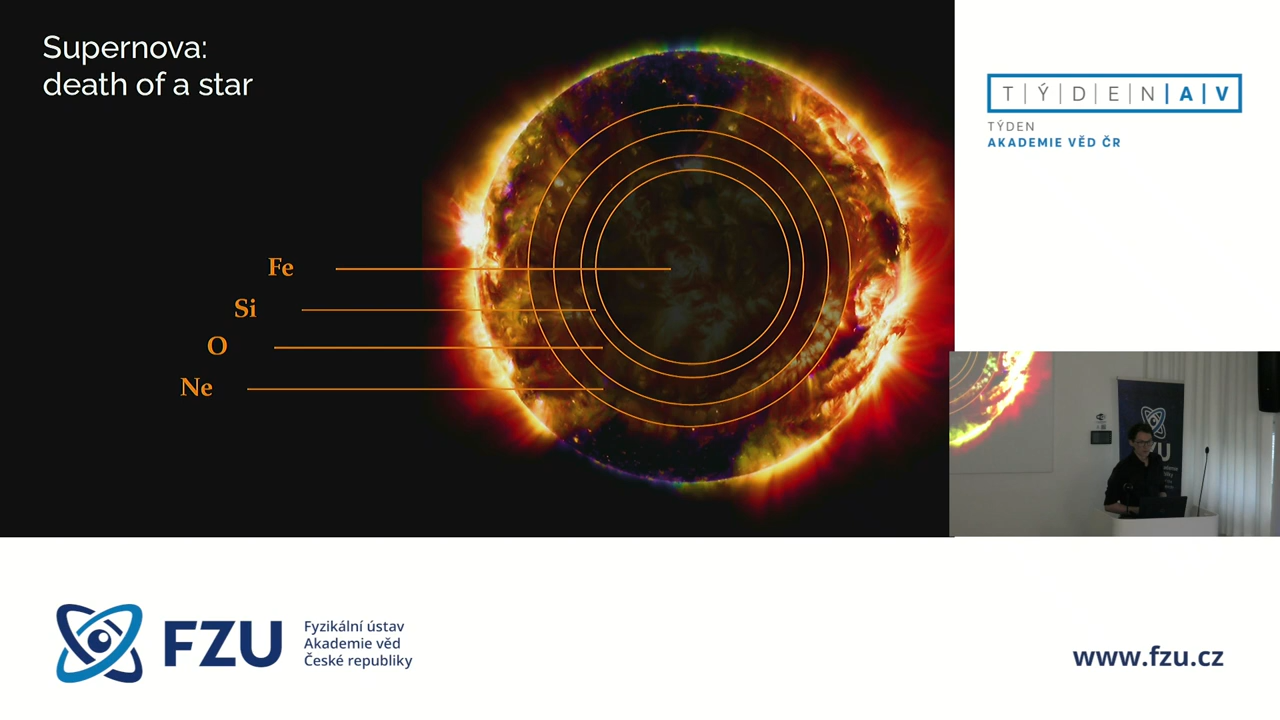 Supernova:
death of a star
Fe
Si
O
Ne
T|Ý|D|E|N|A|V
TÝDEN
AKADEMIE VĚD ČR
FZU
Fyzikální ústav
Akademie věd
České republiky
www.fzu.cz